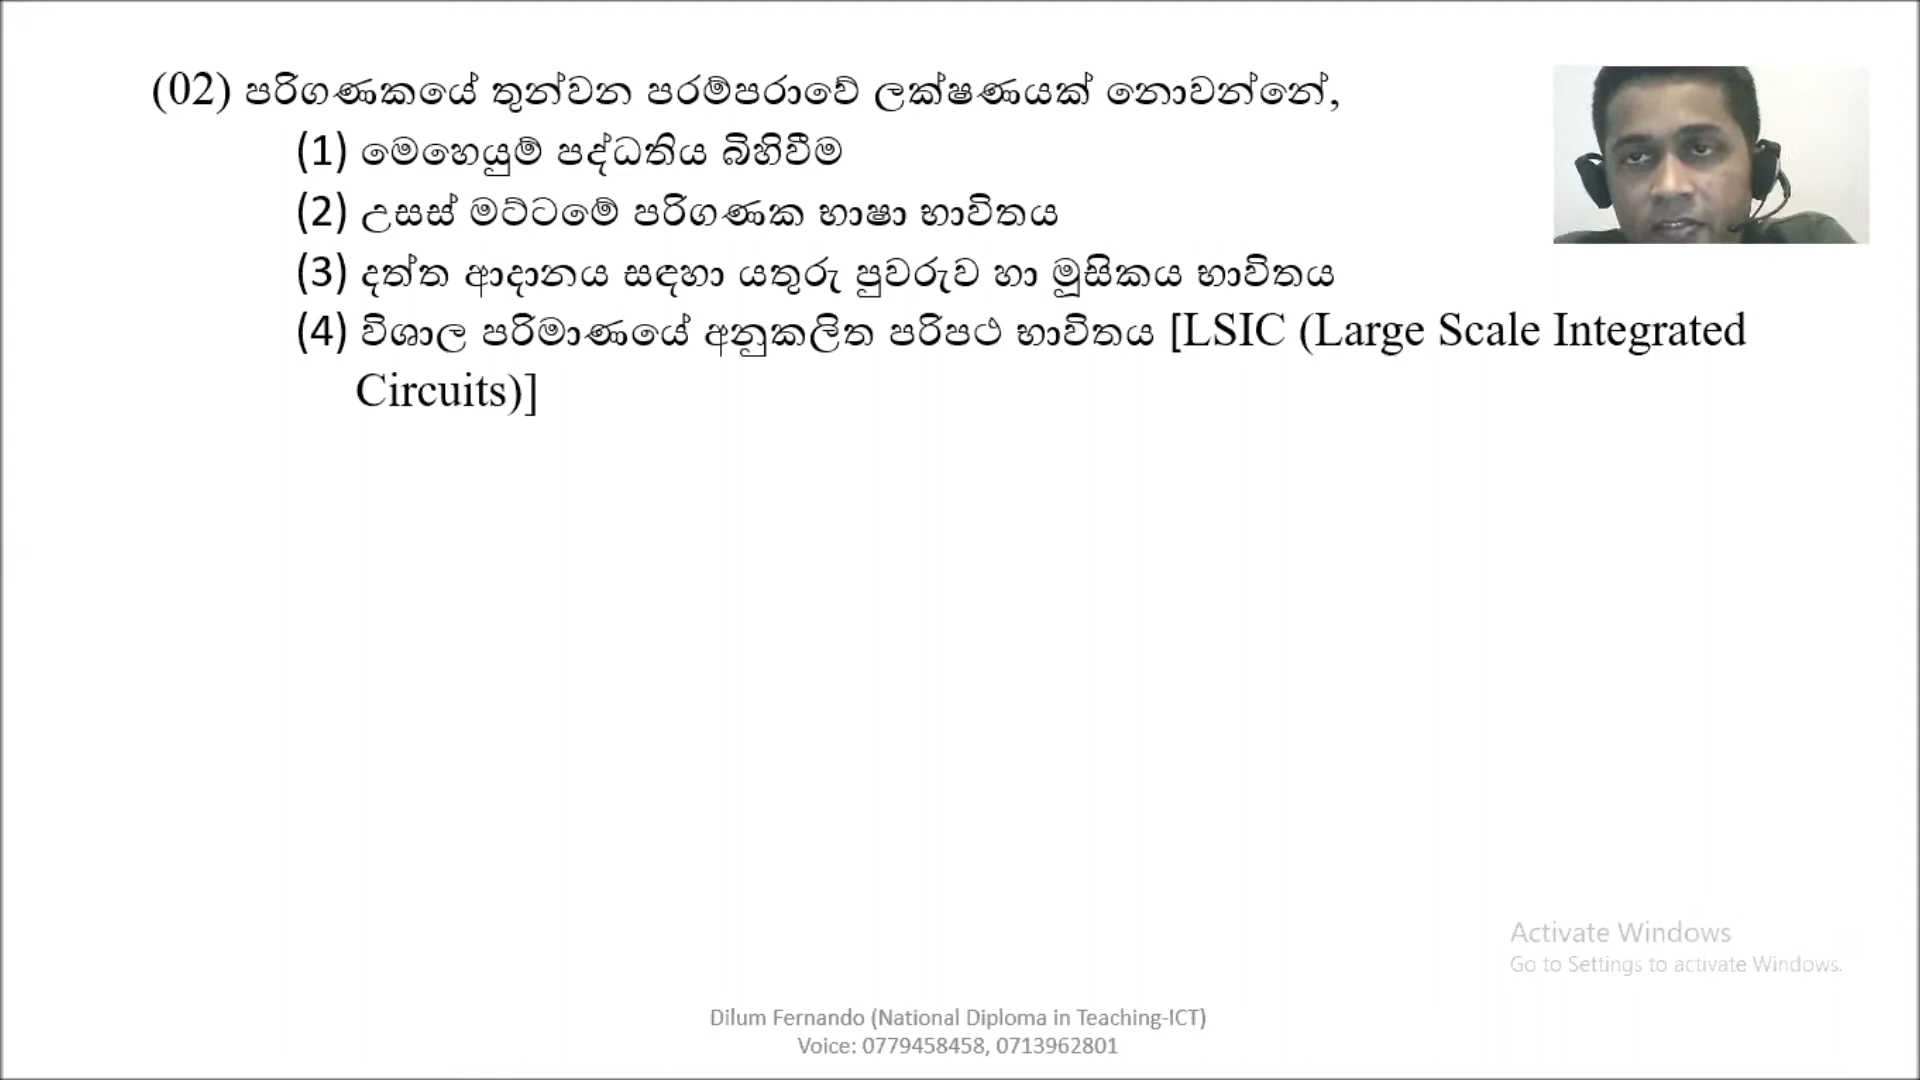 (02) පරිගණකයේ තුන්වන පරම්පරාවේ ලක්ෂණයක් නොවන්නේ,
(1) මෙහෙයුම් පද්ධතිය බිහිවීම
(2) උසස් මට්ටමේ පරිගණක භාෂා භාවිතය
(3) දත්ත ආදානය සඳහා යතුරු පුවරුව හා මූසිකය භාවිතය
(4) විශාල පරිමාණයේ අනුකලිත පරිපථ භාවිතය [LSIC (Large Scale Integrated
Circuits)]
Activate Windows
Go to Settings to activate Windows.
Dilum Fernando (National Diploma in Teaching-ICT)
Voice: 0779458458, 0713962801